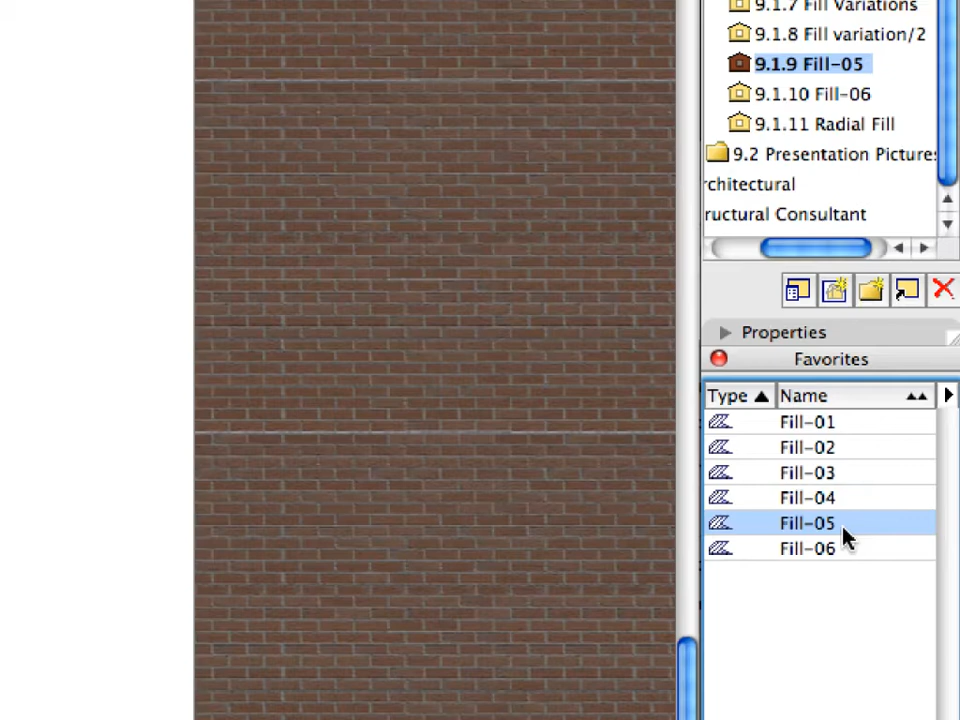 9.1.7 Fill Variations
9.1.8 Fill variation/2
9.1.9 Fill-05
9.1.10 Fill-06
9.1.11 Radial Fill
9.2 Presentation Pictures
rchitectural
ructural Consultant
Properties
Favorites
Type Name
Fill-01
Fill-02
Fill-03
Fill-04
Fill-05
Fill-06